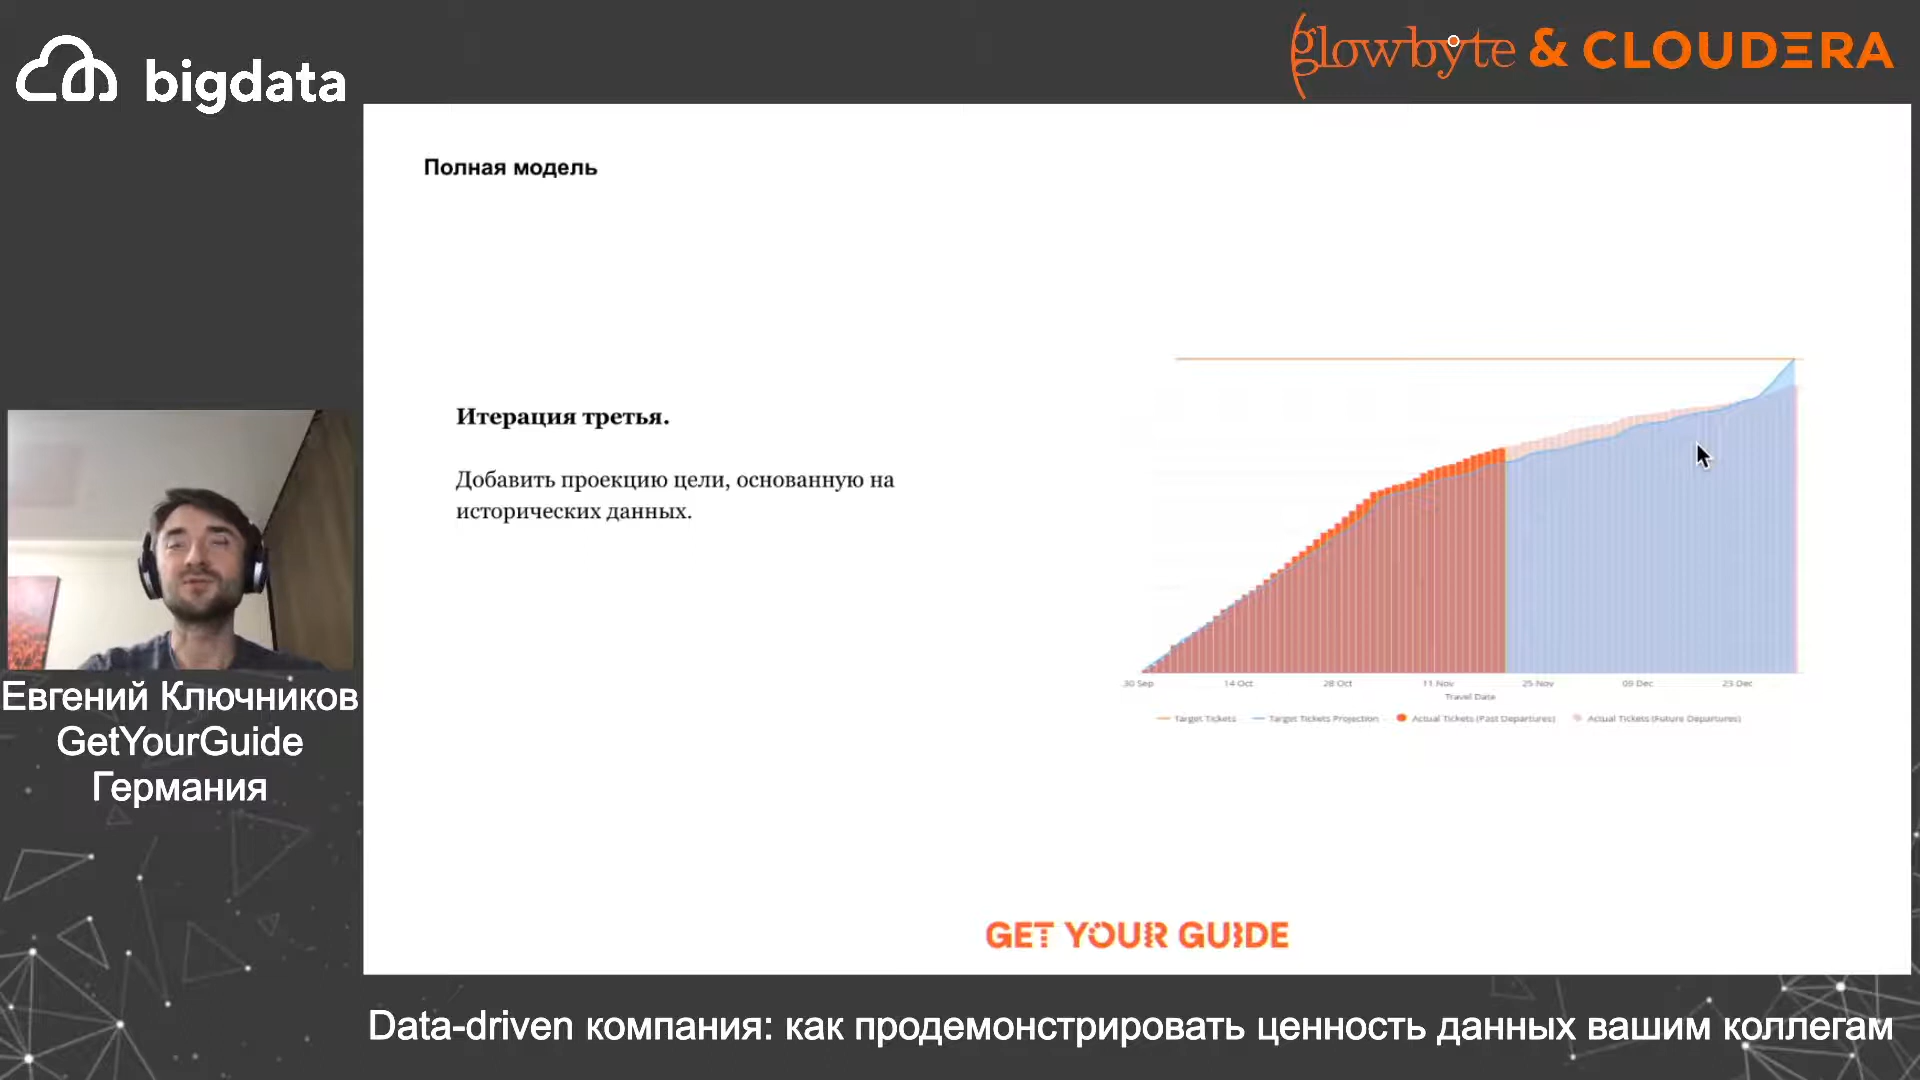 bigdata
glowbyte & CLOUDERA
Полная модель
Итерация третья.
Добавить проекцию цели, основанную на
исторических данных.
30 Sep 14 Oct 28 Oct 11 Nov 25 Nov 09 Dec 23 Dec
Travel Date
Target Tickets Target Tickets Projection Actual Tickets (Past Departures) Actual Tickets (Future Departures)
Евгений Ключников
GetYourGuide
Германия
GET YOUR GUIDE
Data-driven компания: как продемонстрировать ценность данных вашим коллегам